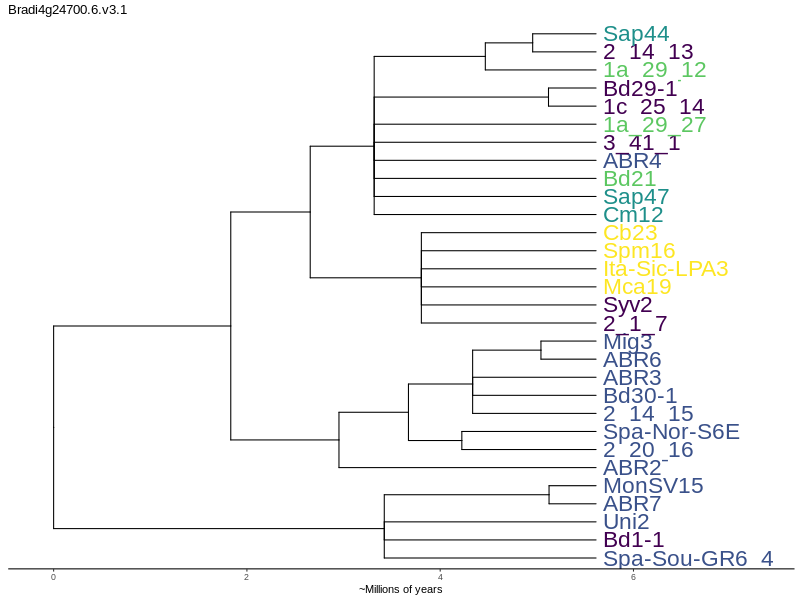 Bradi4g24700.6.v3.1
Sap44
2_14_13
1a_29_12
Bd29-1
1c_25_14
1a_29_27
3_41_1
ABR4
Bd21
Sap47
Cm12
Cb23
Spm16
Ita-Sic-LPA3
Mca19
Syv2
2_1_7
Mig3
ABR6
ABR3
Bd30-1
2_14_15
Spa-Nor-S6E
2_20_16
ABR2
MonSV15
ABR7
Uni2
Bd1-1
Spa-Sou-GR6_4
0 2 4 6
~Millions of years